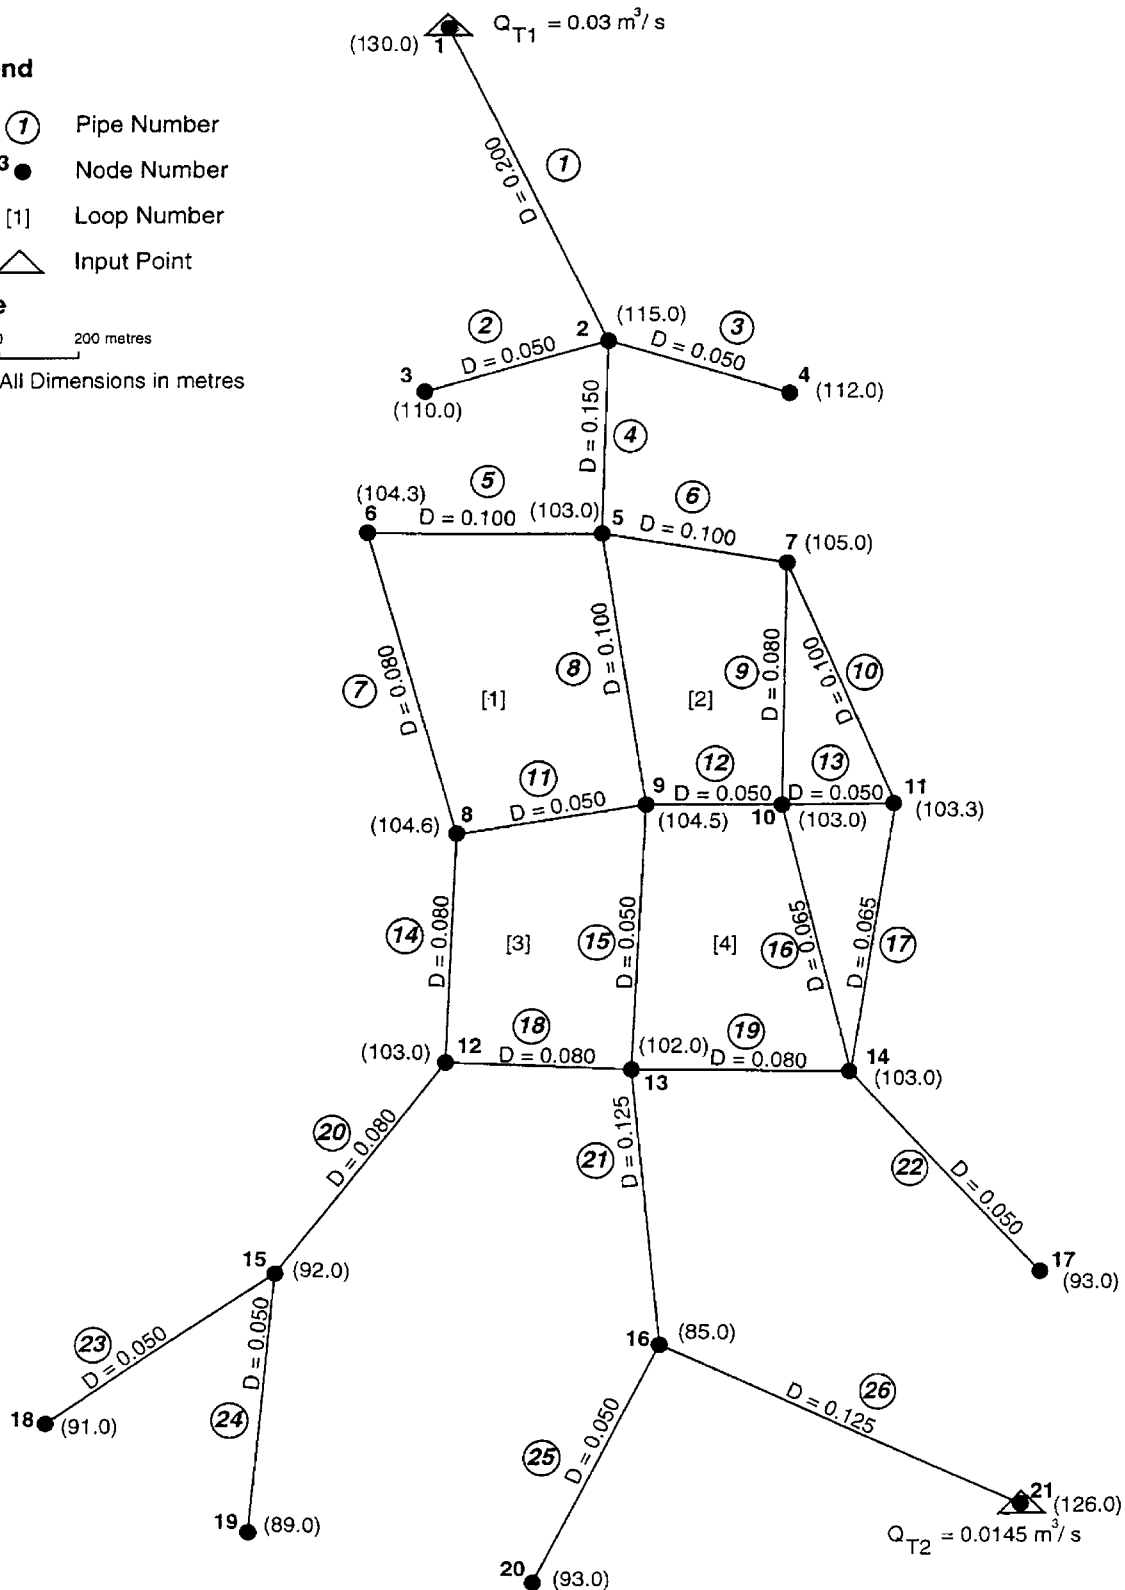 Q_T1 = 0.03 m³/s
(130.0)
1
nd
1 Pipe Number
3 Node Number
[1] Loop Number
Input Point
e
0 200 metres
All Dimensions in metres
1
D = 0.200
2 (115.0) 3
2
D = 0.050
D = 0.050
3
(110.0)
4
(112.0)
D = 0.150
4
(104.3)
6
5
D = 0.100
(103.0)
5
6
D = 0.100
7 (105.0)
7
D = 0.080
[1]
8
D = 0.100
[2]
9
D = 0.080
D = 0.100
10
11
D = 0.050
8
(104.6)
9
(104.5)
12
D = 0.050
10
(103.0)
13
D = 0.050
11
(103.3)
14
D = 0.080
[3]
15
D = 0.050
[4]
16
D = 0.065
D = 0.065
17
(103.0)
12
18
D = 0.080
(102.0)
13
19
D = 0.080
14
(103.0)
20
D = 0.080
21
D = 0.125
22
D = 0.050
15
(92.0)
17
(93.0)
23
D = 0.050
D = 0.050
24
16
(85.0)
18 (91.0)
25
D = 0.050
26
D = 0.125
19 (89.0)
21
(126.0)
Q_T2 = 0.0145 m³/s
20
(93.0)